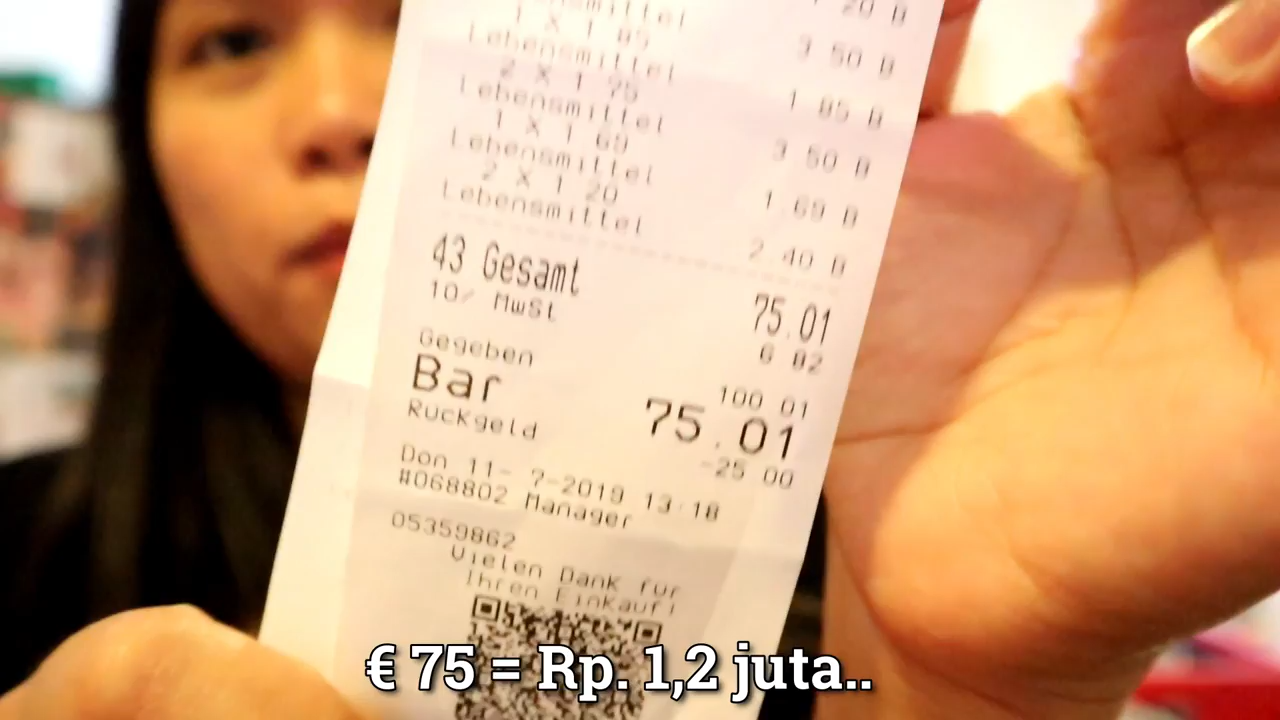 20 B
nsmittel 3 50 B
1 X 1 85
Lebensmittel 1 85 B
2 X 1 75
Lebensmittel 3 50 B
1 X 1 69
Lebensmittel 1 69 B
2 X 1 20
Lebensmittel 2 40 B
43 Gesamt 75.01
10/ MwSt 6 82
Gegeben 100 01
Bar 75.01
Rückgeld -25 00
Don 11- 7-2019 13:18
#068802 Manager
05359862
Vielen Dank für
Ihren Einkauf!
€ 75 = Rp. 1,2 juta..